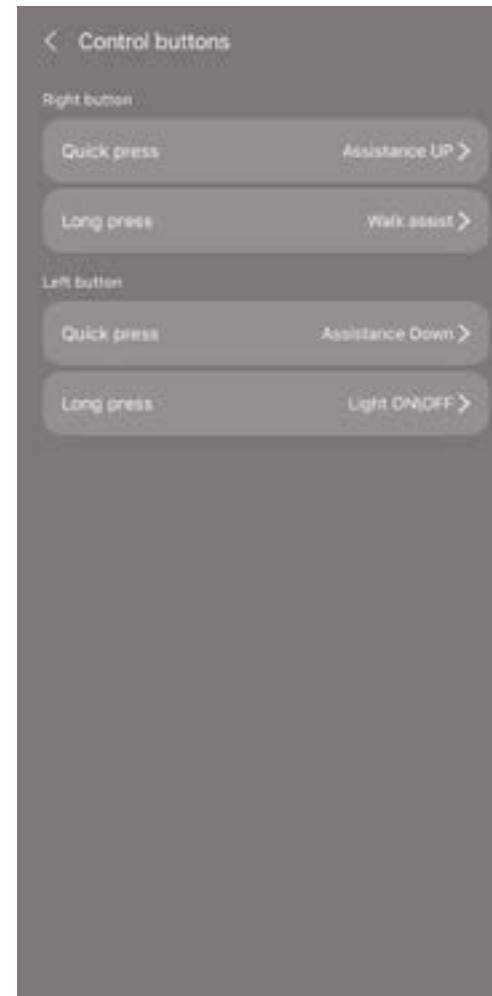 Control buttons
Right button
Quick press Assistance UP
Long press Walk assist
Left button
Quick press Assistance Down
Long press Light ON\OFF